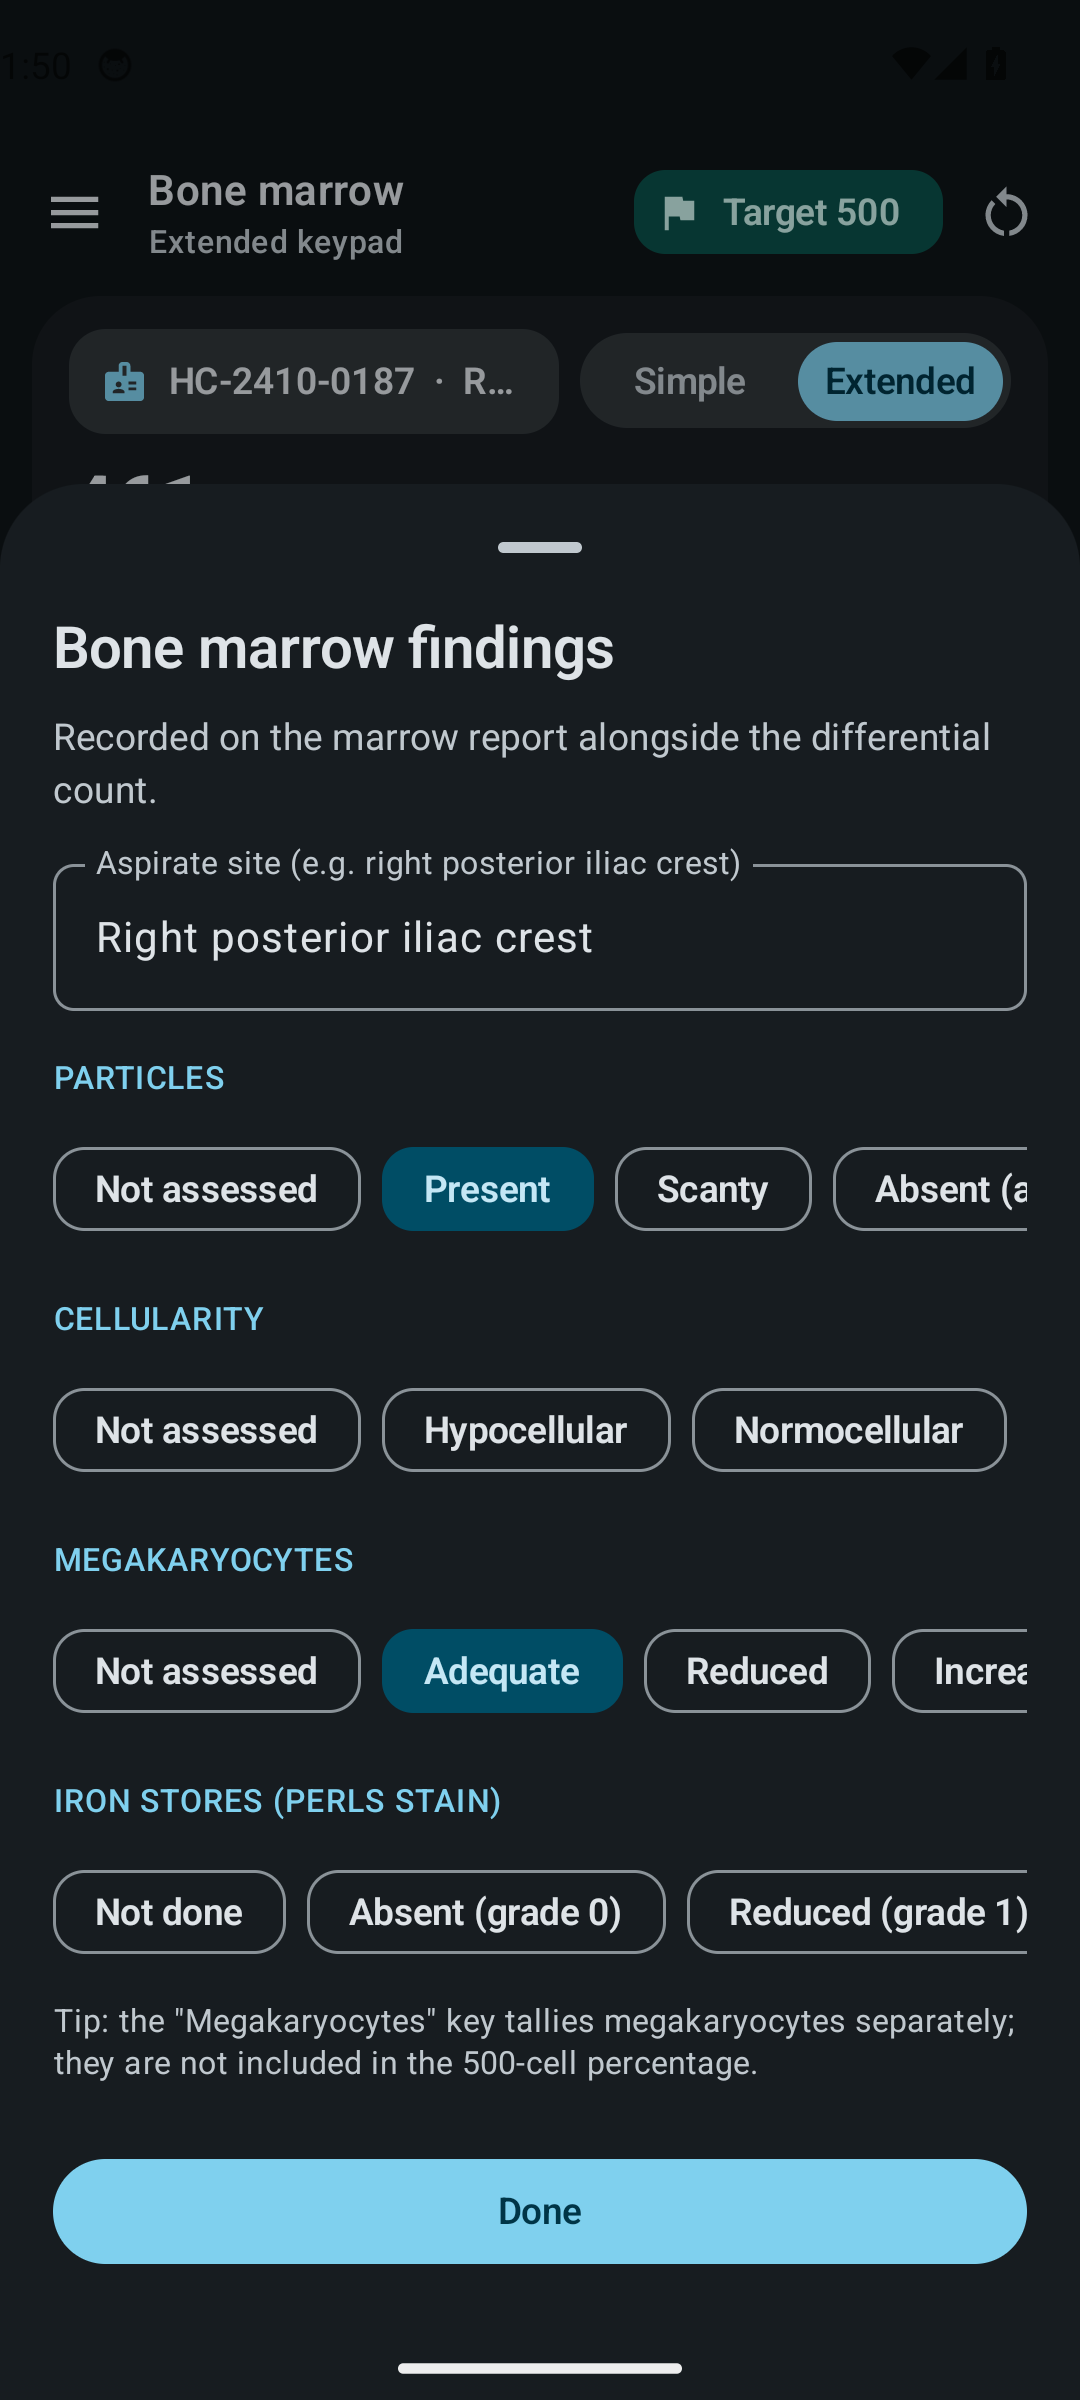 1:50
Bone marrow
Extended keypad
Target 500
HC-2410-0187 · R…
Simple
Extended
Bone marrow findings
Recorded on the marrow report alongside the differential
count.
Aspirate site (e.g. right posterior iliac crest)
Right posterior iliac crest
PARTICLES
Not assessed
Present
Scanty
Absent (a
CELLULARITY
Not assessed
Hypocellular
Normocellular
MEGAKARYOCYTES
Not assessed
Adequate
Reduced
Increa
IRON STORES (PERLS STAIN)
Not done
Absent (grade 0)
Reduced (grade 1)
Tip: the "Megakaryocytes" key tallies megakaryocytes separately;
they are not included in the 500-cell percentage.
Done